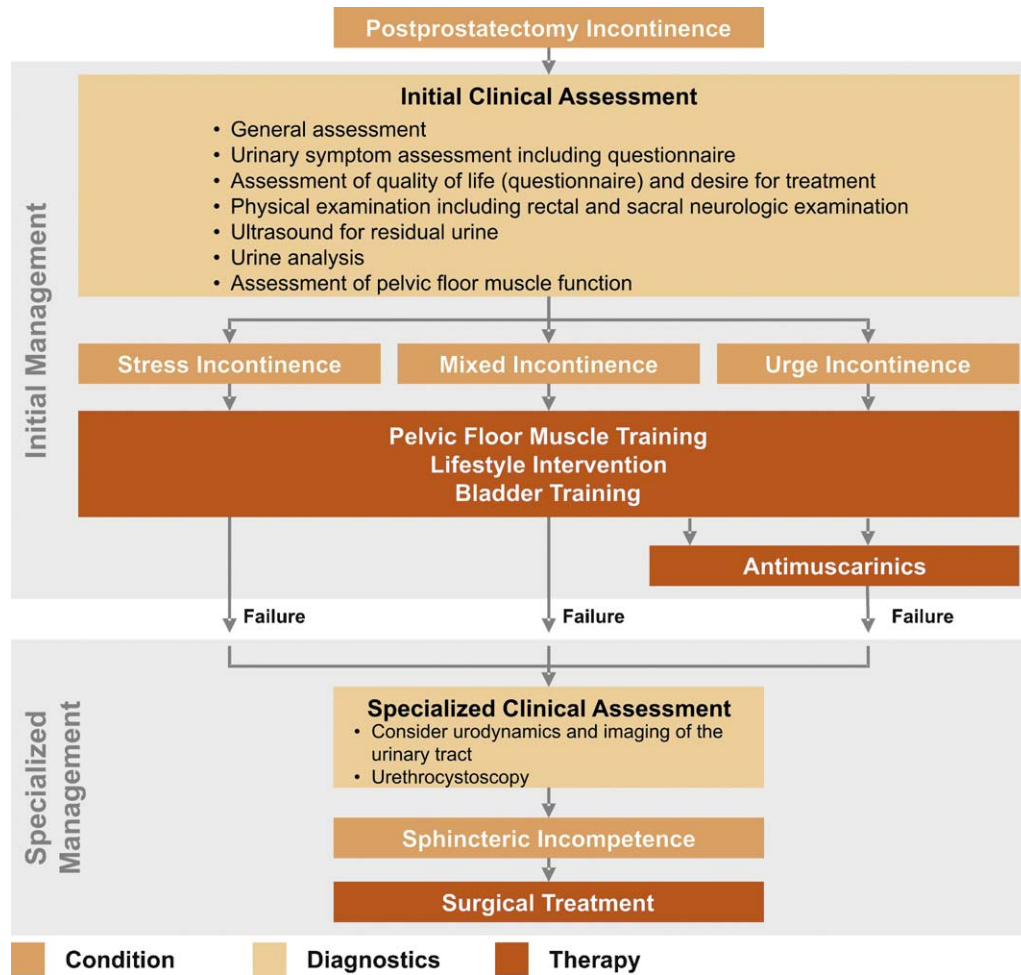 Postprostatectomy Incontinence
Initial Management
Initial Clinical Assessment
• General assessment
• Urinary symptom assessment including questionnaire
• Assessment of quality of life (questionnaire) and desire for treatment
• Physical examination including rectal and sacral neurologic examination
• Ultrasound for residual urine
• Urine analysis
• Assessment of pelvic floor muscle function
Stress Incontinence
Mixed Incontinence
Urge Incontinence
Pelvic Floor Muscle Training
Lifestyle Intervention
Bladder Training
Antimuscarinics
Failure
Failure
Failure
Specialized
Management
Specialized Clinical Assessment
• Consider urodynamics and imaging of the
urinary tract
• Urethrocystoscopy
Sphincteric Incompetence
Surgical Treatment
Condition
Diagnostics
Therapy